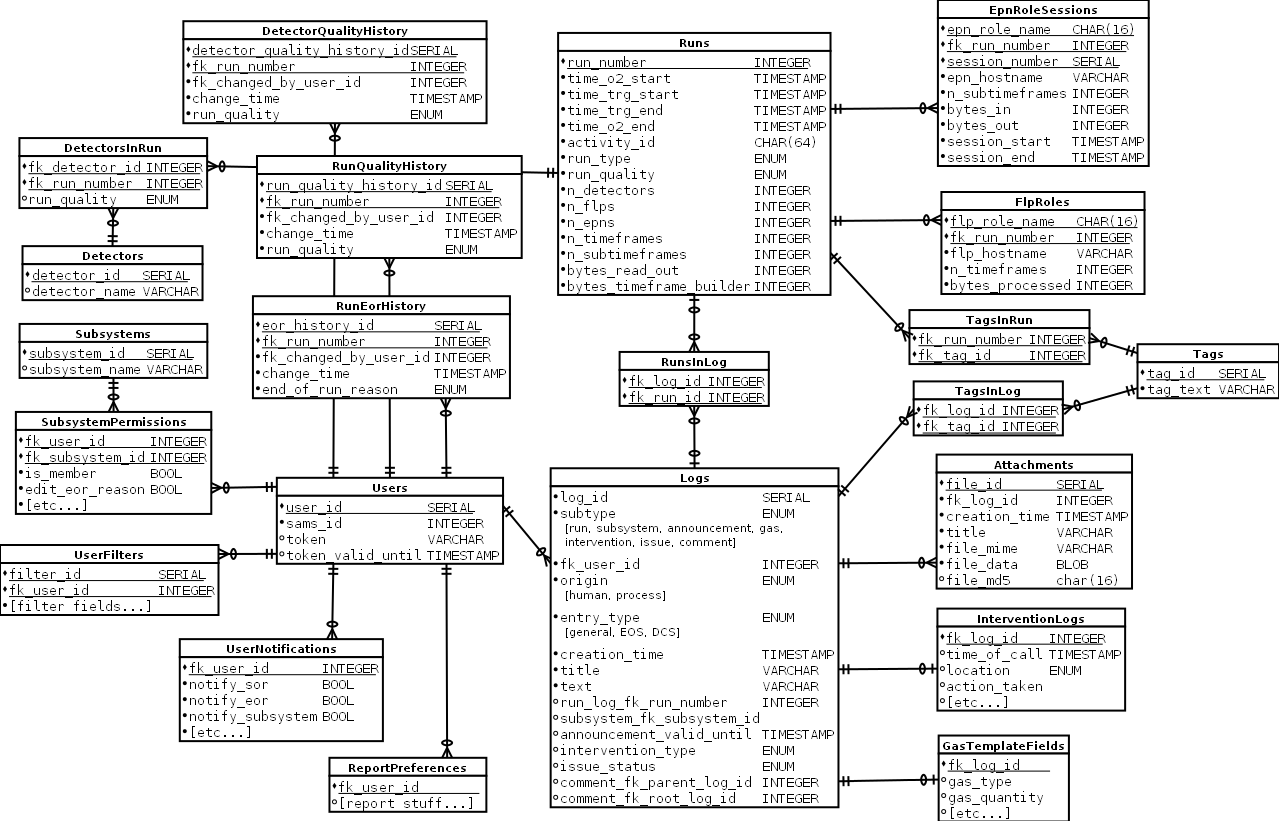 DetectorQualityHistory
detector_quality_history_id SERIAL
fk_run_number INTEGER
fk_changed_by_user_id INTEGER
change_time TIMESTAMP
run_quality ENUM
DetectorsInRun
fk_detector_id INTEGER
fk_run_number INTEGER
run_quality ENUM
Detectors
detector_id SERIAL
detector_name VARCHAR
Subsystems
subsystem_id SERIAL
subsystem_name VARCHAR
SubsystemPermissions
fk_user_id INTEGER
fk_subsystem_id INTEGER
is_member BOOL
edit_eor_reason BOOL
[etc...]
UserFilters
filter_id SERIAL
fk_user_id INTEGER
[filter fields...]
RunQualityHistory
run_quality_history_id SERIAL
fk_run_number INTEGER
fk_changed_by_user_id INTEGER
change_time TIMESTAMP
run_quality ENUM
RunEorHistory
eor_history_id SERIAL
fk_run_number INTEGER
fk_changed_by_user_id INTEGER
change_time TIMESTAMP
end_of_run_reason ENUM
Users
user_id SERIAL
sams_id INTEGER
token VARCHAR
token_valid_until TIMESTAMP
UserNotifications
fk_user_id INTEGER
notify_sor BOOL
notify_eor BOOL
notify_subsystem BOOL
[etc...]
ReportPreferences
fk_user_id
[report stuff...]
Runs
run_number INTEGER
time_o2_start TIMESTAMP
time_trg_start TIMESTAMP
time_trg_end TIMESTAMP
time_o2_end TIMESTAMP
activity_id CHAR(64)
run_type ENUM
run_quality ENUM
n_detectors INTEGER
n_flps INTEGER
n_epns INTEGER
n_timeframes INTEGER
n_subtimeframes INTEGER
bytes_read_out INTEGER
bytes_timeframe_builder INTEGER
RunsInLog
fk_log_id INTEGER
fk_run_id INTEGER
Logs
log_id SERIAL
subtype ENUM
[run, subsystem, announcement, gas,
intervention, issue, comment]
fk_user_id INTEGER
origin ENUM
[human, process]
entry_type ENUM
[general, EOS, DCS]
creation_time TIMESTAMP
title VARCHAR
text VARCHAR
run_log_fk_run_number INTEGER
subsystem_fk_subsystem_id
announcement_valid_until TIMESTAMP
intervention_type ENUM
issue_status ENUM
comment_fk_parent_log_id INTEGER
comment_fk_root_log_id INTEGER
EpnRoleSessions
epn_role_name CHAR(16)
fk_run_number INTEGER
session_number SERIAL
epn_hostname VARCHAR
n_subtimeframes INTEGER
bytes_in INTEGER
bytes_out INTEGER
session_start TIMESTAMP
session_end TIMESTAMP
FlpRoles
flp_role_name CHAR(16)
fk_run_number INTEGER
flp_hostname VARCHAR
n_timeframes INTEGER
bytes_processed INTEGER
TagsInRun
fk_run_number INTEGER
fk_tag_id INTEGER
Tags
tag_id SERIAL
tag_text VARCHAR
TagsInLog
fk_log_id INTEGER
fk_tag_id INTEGER
Attachments
file_id SERIAL
fk_log_id INTEGER
creation_time TIMESTAMP
title VARCHAR
file_mime VARCHAR
file_data BLOB
file_md5 char(16)
InterventionLogs
fk_log_id INTEGER
time_of_call TIMESTAMP
location ENUM
action_taken
[etc...]
GasTemplateFields
fk_log_id
gas_type
gas_quantity
[etc...]